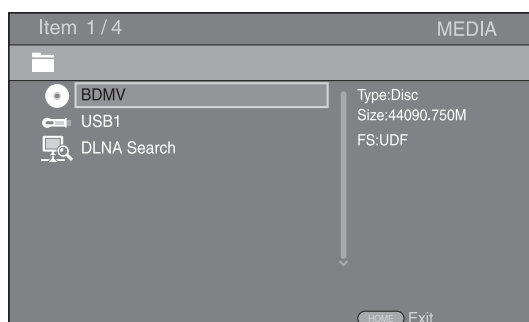 Item 1/4 MEDIA
BDMV
USB1
DLNA Search
Type:Disc
Size:44090.750M
FS:UDF
HOME Exit